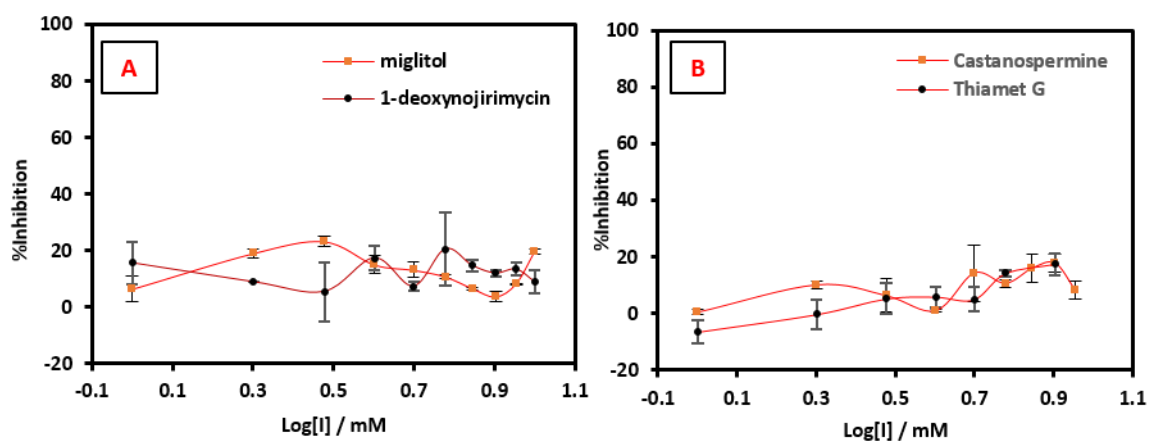 A
miglitol
1-deoxynojirimycin
%Inhibition
100
80
60
40
20
0
-20
-0.1 0.1 0.3 0.5 0.7 0.9 1.1
Log[I] / mM
B
Castanospermine
Thiamet G
%Inhibition
100
80
60
40
20
0
-20
-0.1 0.1 0.3 0.5 0.7 0.9 1.1
Log[I] / mM